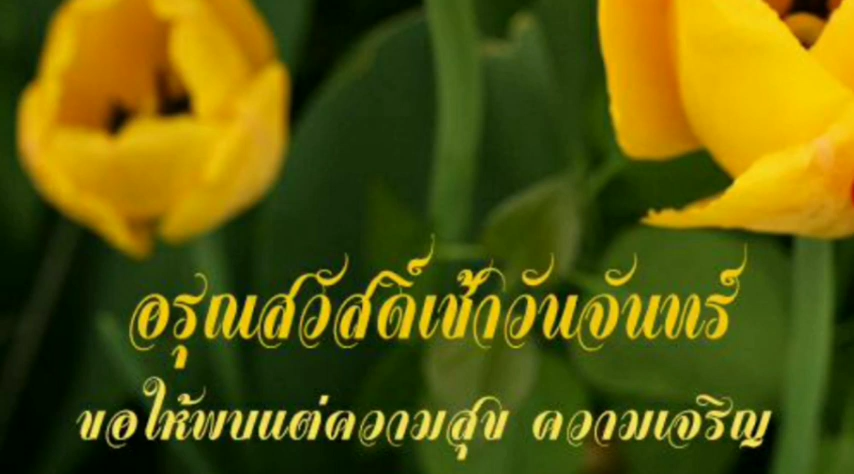 อรุณสวัสดิ์เช้าวันจันทร์
ขอให้พบแต่ความสุข ความเจริญ